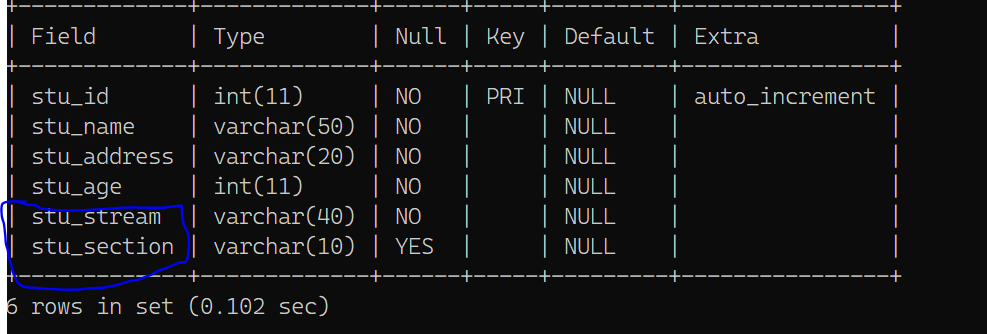 +-------------+-------------+------+-----+---------+----------------+
| Field       | Type        | Null | Key | Default | Extra          |
+-------------+-------------+------+-----+---------+----------------+
| stu_id      | int(11)     | NO   | PRI | NULL    | auto_increment |
| stu_name    | varchar(50) | NO   |     | NULL    |                |
| stu_address | varchar(20) | NO   |     | NULL    |                |
| stu_age     | int(11)     | NO   |     | NULL    |                |
| stu_stream  | varchar(40) | NO   |     | NULL    |                |
| stu_section | varchar(10) | YES  |     | NULL    |                |
+-------------+-------------+------+-----+---------+----------------+
6 rows in set (0.102 sec)